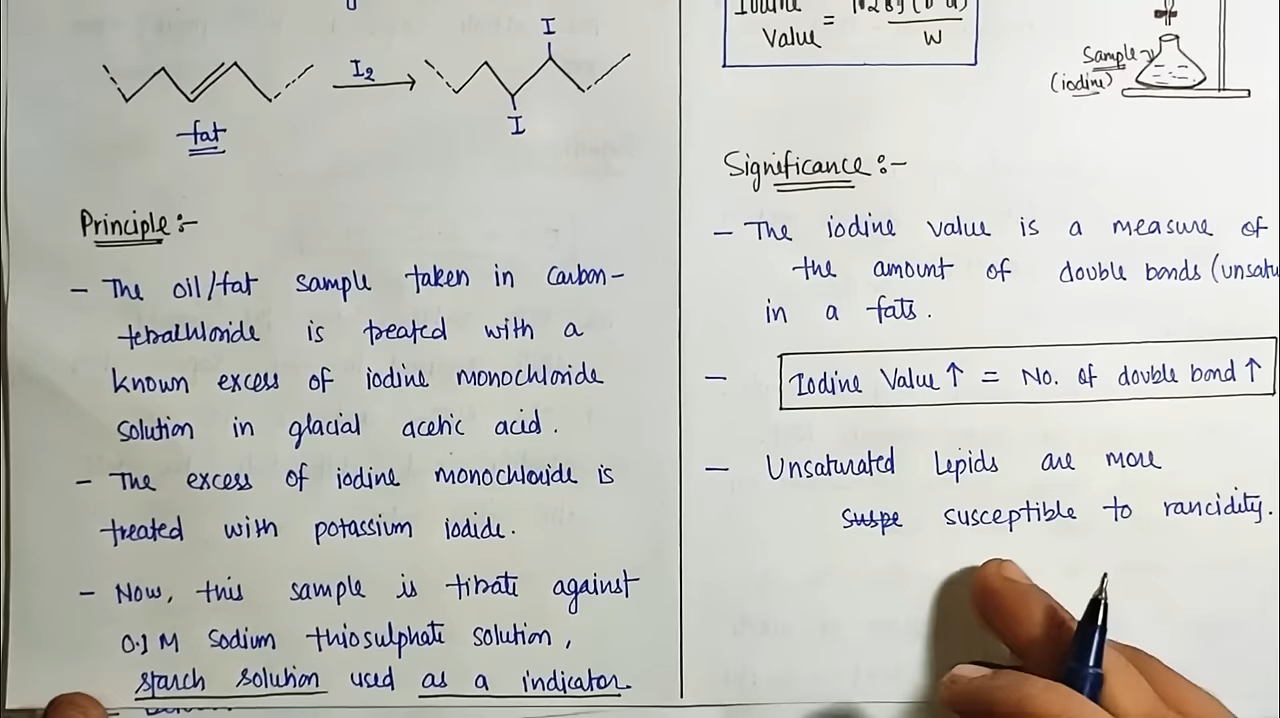 I2
I
I
fat
Principle :-
- The oil/fat sample taken in carbon-
tetrachloride is treated with a
known excess of iodine monochloride
solution in glacial acetic acid.
- The excess of iodine monochloride is
treated with potassium iodide.
- Now, this sample is titrate against
0.1 M sodium thiosulphate solution,
starch solution used as a indicator
Iodine
Value =
W
Sample
(iodine)
Significance :-
- The iodine value is a measure of
the amount of double bonds (unsatu
in a fats.
- Iodine Value ↑ = No. of double bond ↑
- Unsaturated Lepids are more
suspe susceptible to rancidity.